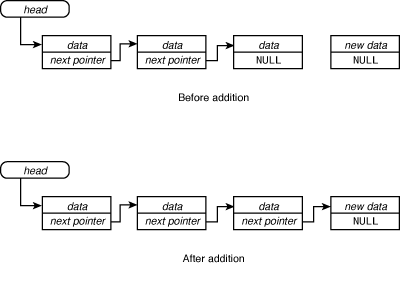 head
data data data new data
next pointer next pointer NULL NULL
Before addition
head
data data data new data
next pointer next pointer next pointer NULL
After addition